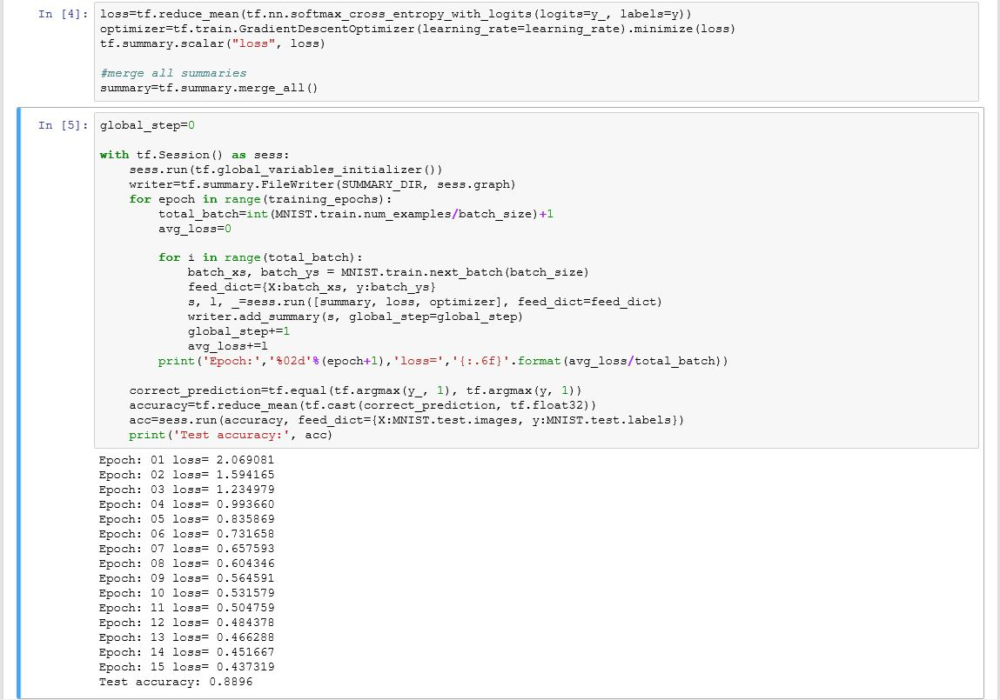 In [4]: loss=tf.reduce_mean(tf.nn.softmax_cross_entropy_with_logits(logits=y_, labels=y))
optimizer=tf.train.GradientDescentOptimizer(learning_rate=learning_rate).minimize(loss)
tf.summary.scalar("loss", loss)

#merge all summaries
summary=tf.summary.merge_all()

In [5]: global_step=0

with tf.Session() as sess:
    sess.run(tf.global_variables_initializer())
    writer=tf.summary.FileWriter(SUMMARY_DIR, sess.graph)
    for epoch in range(training_epochs):
        total_batch=int(MNIST.train.num_examples/batch_size)+1
        avg_loss=0

        for i in range(total_batch):
            batch_xs, batch_ys = MNIST.train.next_batch(batch_size)
            feed_dict={X:batch_xs, y:batch_ys}
            s, l, _=sess.run([summary, loss, optimizer], feed_dict=feed_dict)
            writer.add_summary(s, global_step=global_step)
            global_step+=1
            avg_loss+=l
        print('Epoch:','%02d'%(epoch+1),'loss=','{:.6f}'.format(avg_loss/total_batch))

    correct_prediction=tf.equal(tf.argmax(y_, 1), tf.argmax(y, 1))
    accuracy=tf.reduce_mean(tf.cast(correct_prediction, tf.float32))
    acc=sess.run(accuracy, feed_dict={X:MNIST.test.images, y:MNIST.test.labels})
    print('Test accuracy:', acc)

Epoch: 01 loss= 2.069081
Epoch: 02 loss= 1.594165
Epoch: 03 loss= 1.234979
Epoch: 04 loss= 0.993660
Epoch: 05 loss= 0.835869
Epoch: 06 loss= 0.731658
Epoch: 07 loss= 0.657593
Epoch: 08 loss= 0.604346
Epoch: 09 loss= 0.564591
Epoch: 10 loss= 0.531579
Epoch: 11 loss= 0.504759
Epoch: 12 loss= 0.484378
Epoch: 13 loss= 0.466288
Epoch: 14 loss= 0.451667
Epoch: 15 loss= 0.437319
Test accuracy: 0.8896